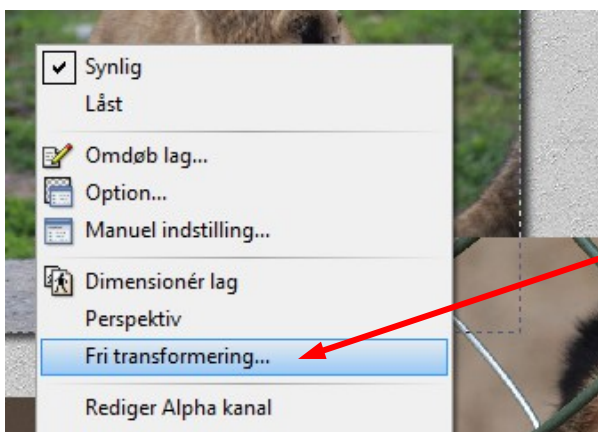 Synlig
Låst
Omdøb lag...
Option...
Manuel indstilling...
Dimensionér lag
Perspektiv
Fri transformering...
Rediger Alpha kanal